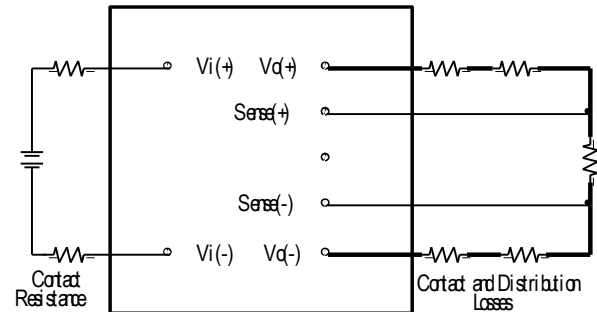 Vi(+) Vo(+)
Sense(+)
Sense(-)
Vi(-) Vo(-)
Contact
Resistance
Contact and Distribution
Losses